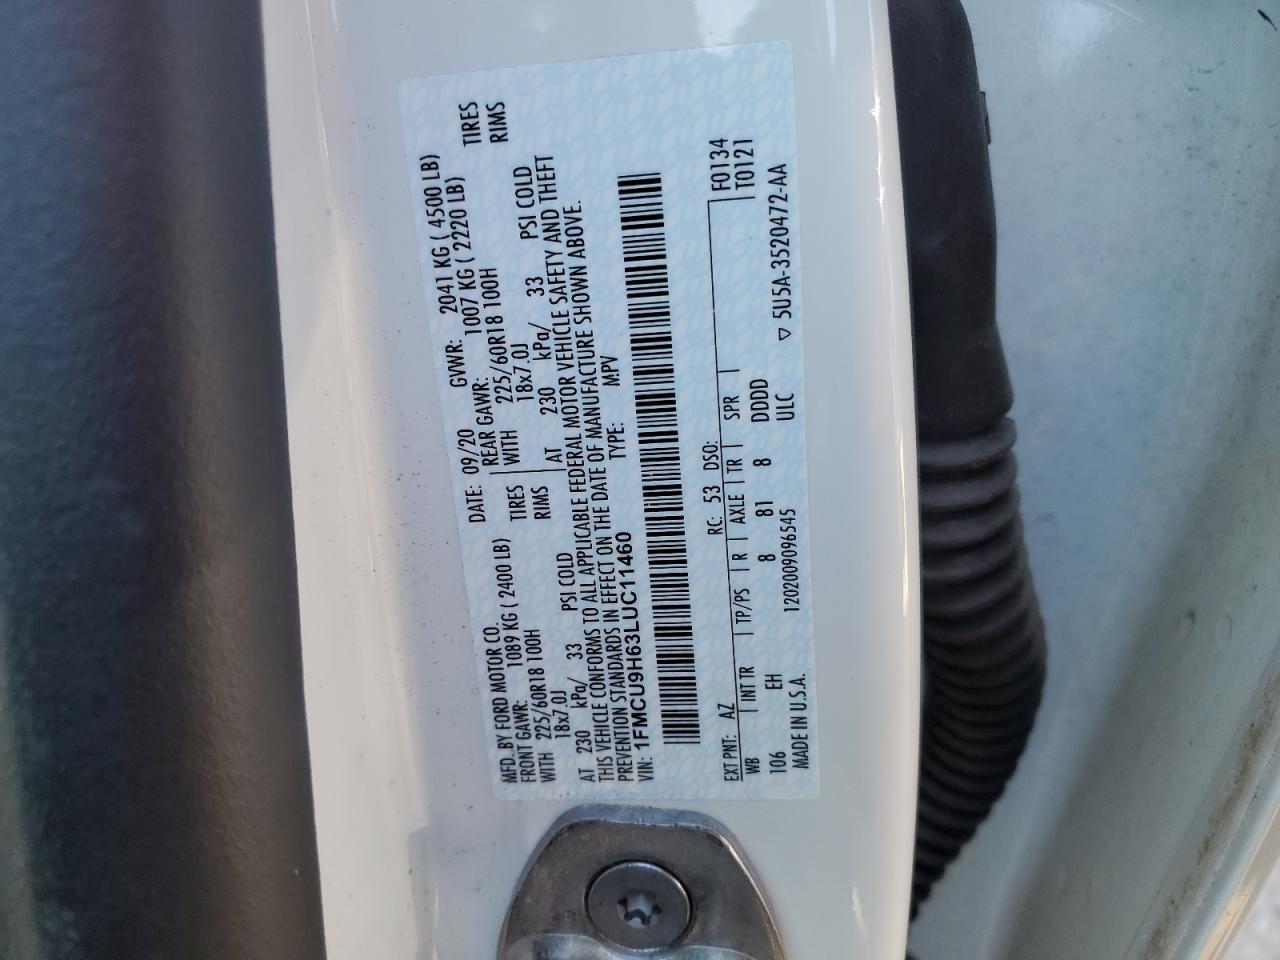 MFD. BY FORD MOTOR CO. DATE: 09/20 GVWR: 2041 KG ( 4500 LB)
FRONT GAWR: 1089 KG ( 2400 LB) REAR GAWR: 1007 KG ( 2220 LB)
WITH 225/60R18 100H TIRES WITH 225/60R18 100H TIRES
18x7.0J RIMS 18x7.0J RIMS
AT 230 kPa/ 33 PSI COLD AT 230 kPa/ 33 PSI COLD
THIS VEHICLE CONFORMS TO ALL APPLICABLE FEDERAL MOTOR VEHICLE SAFETY AND THEFT
PREVENTION STANDARDS IN EFFECT ON THE DATE OF MANUFACTURE SHOWN ABOVE.
VIN: 1FMCU9H63LUC11460 TYPE: MPV
F0134
T0121
EXT PNT: AZ RC: 53 DSO:
WB INT TR TP/PS R AXLE TR SPR
106 EH 8 81 8 DDDD
MADE IN U.S.A. 1202009096545 ULC ▽ 5U5A-3520472-AA